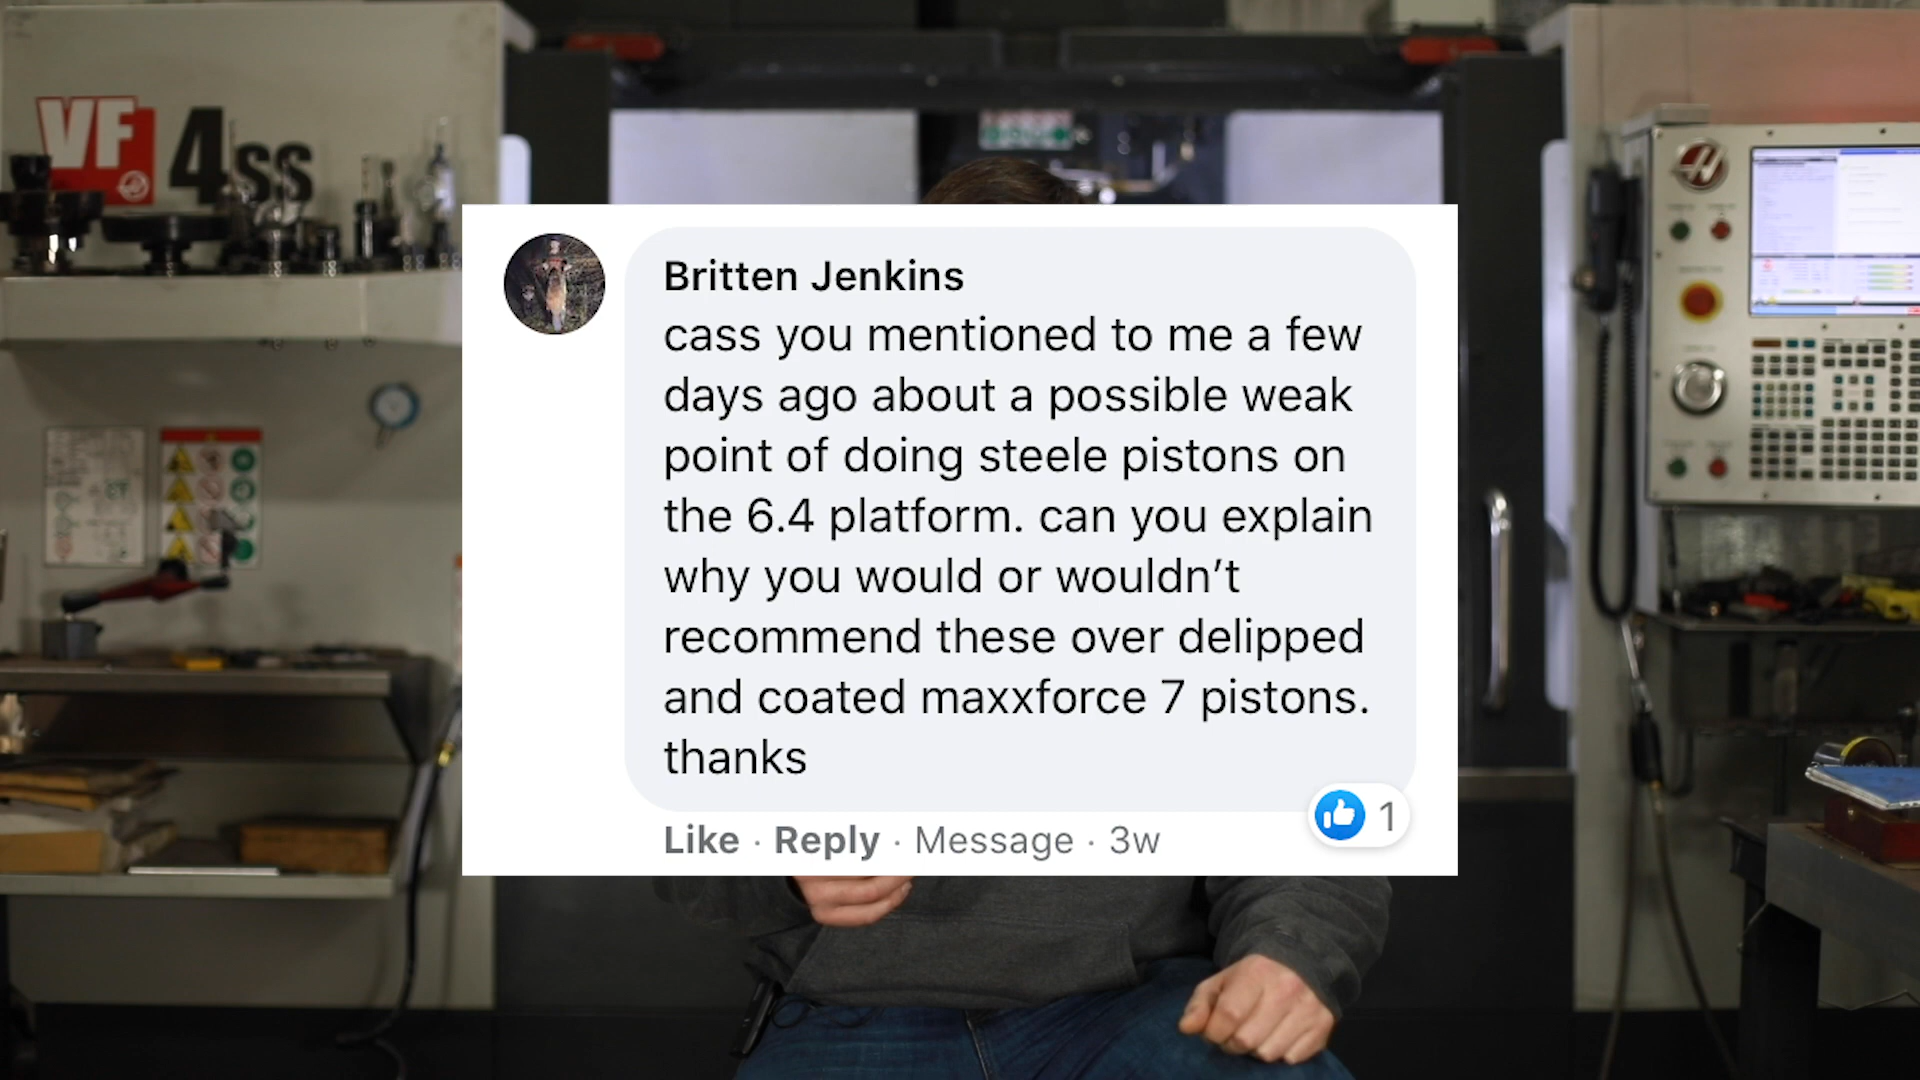 VF 4ss
Britten Jenkins
cass you mentioned to me a few
days ago about a possible weak
point of doing steele pistons on
the 6.4 platform. can you explain
why you would or wouldn't
recommend these over delipped
and coated maxxforce 7 pistons.
thanks
Like · Reply · Message · 3w
1